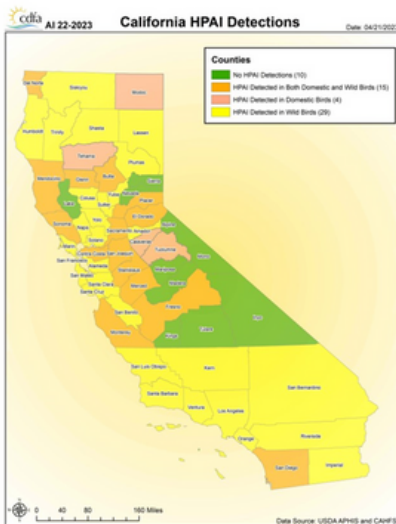 cdfa
AI 22-2023
California HPAI Detections
Date: 04/21/2023
Counties
No HPAI Detections (10)
HPAI Detected in Both Domestic and Wild Birds (15)
HPAI Detected in Domestic Birds (4)
HPAI Detected in Wild Birds (29)
Del Norte
Siskiyou
Modoc
Humboldt
Trinity
Shasta
Lassen
Tehama
Plumas
Mendocino
Glenn
Butte
Sierra
Lake
Colusa
Yuba
Nevada
Sutter
Placer
Sonoma
Napa
Yolo
El Dorado
Sacramento
Amador
Alpine
Solano
Calaveras
Marin
Contra Costa
San Joaquin
Tuolumne
Mono
San Francisco
Alameda
Stanislaus
Mariposa
San Mateo
Santa Clara
Merced
Madera
Santa Cruz
San Benito
Fresno
Inyo
Monterey
Kings
Tulare
San Luis Obispo
Kern
San Bernardino
Santa Barbara
Ventura
Los Angeles
Orange
Riverside
San Diego
Imperial
0 40 80 160 Miles
Data Source: USDA APHIS and CAHFS